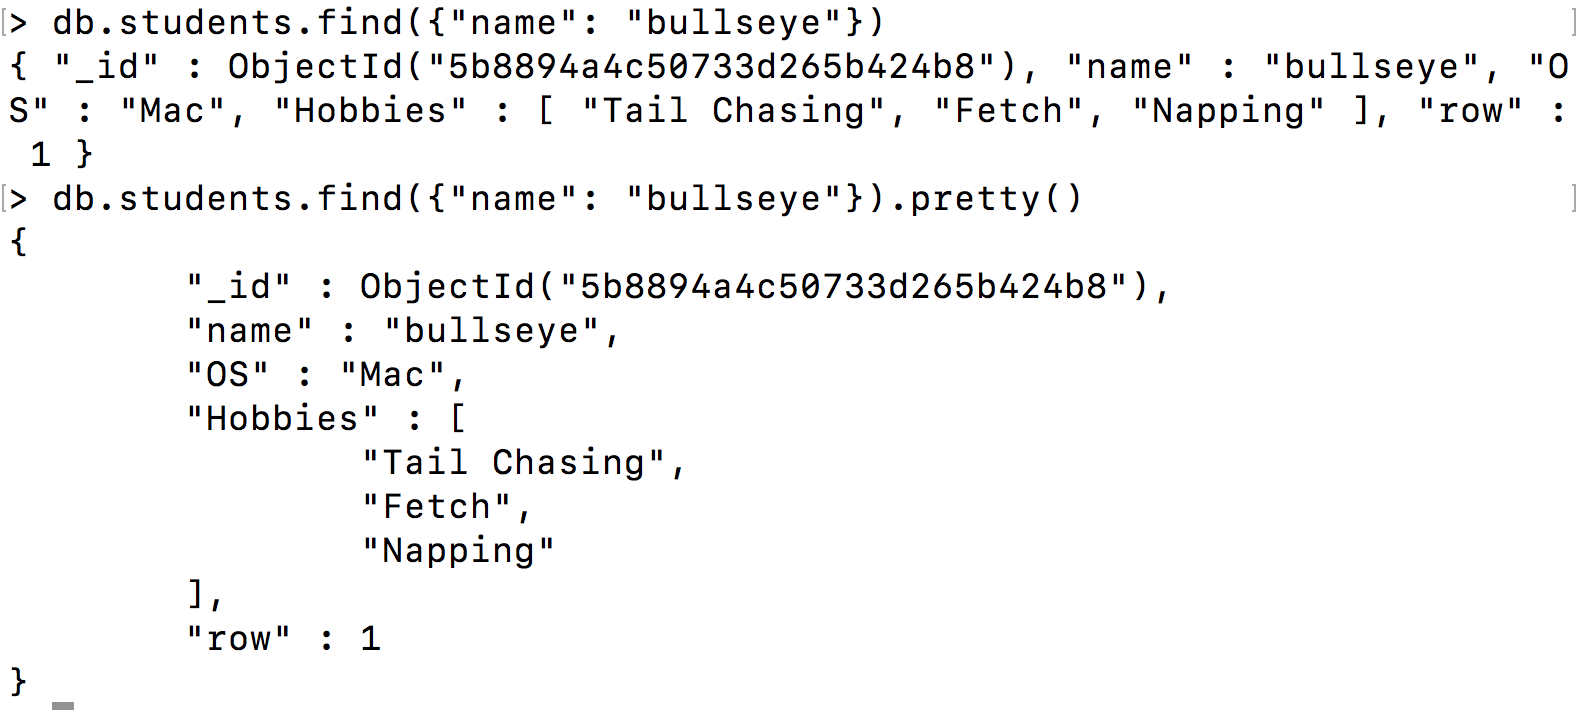 [> db.students.find({"name": "bullseye"}) ]
{ "_id" : ObjectId("5b8894a4c50733d265b424b8"), "name" : "bullseye", "O
S" : "Mac", "Hobbies" : [ "Tail Chasing", "Fetch", "Napping" ], "row" :
 1 }
[> db.students.find({"name": "bullseye"}).pretty() ]
{
        "_id" : ObjectId("5b8894a4c50733d265b424b8"),
        "name" : "bullseye",
        "OS" : "Mac",
        "Hobbies" : [
                "Tail Chasing",
                "Fetch",
                "Napping"
        ],
        "row" : 1
}